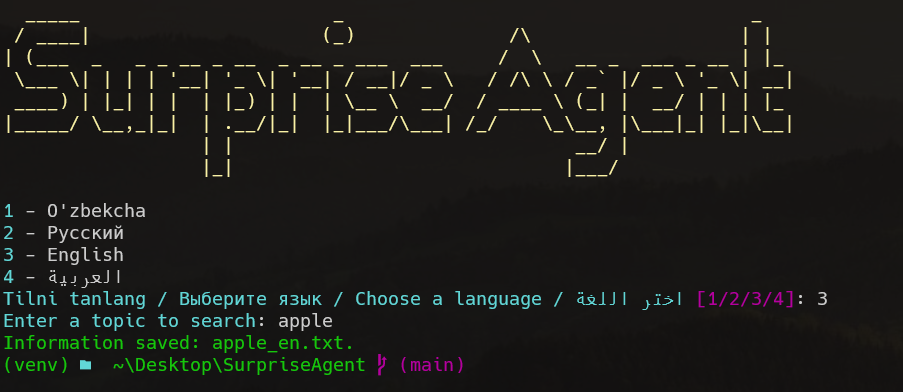 Surprise Agent
1 - O'zbekcha
2 - Русский
3 - English
4 - العربية
Tilni tanlang / Выберите язык / Choose a language / اختر اللغة [1/2/3/4]: 3
Enter a topic to search: apple
Information saved: apple_en.txt.
(venv) ~\Desktop\SurpriseAgent (main)